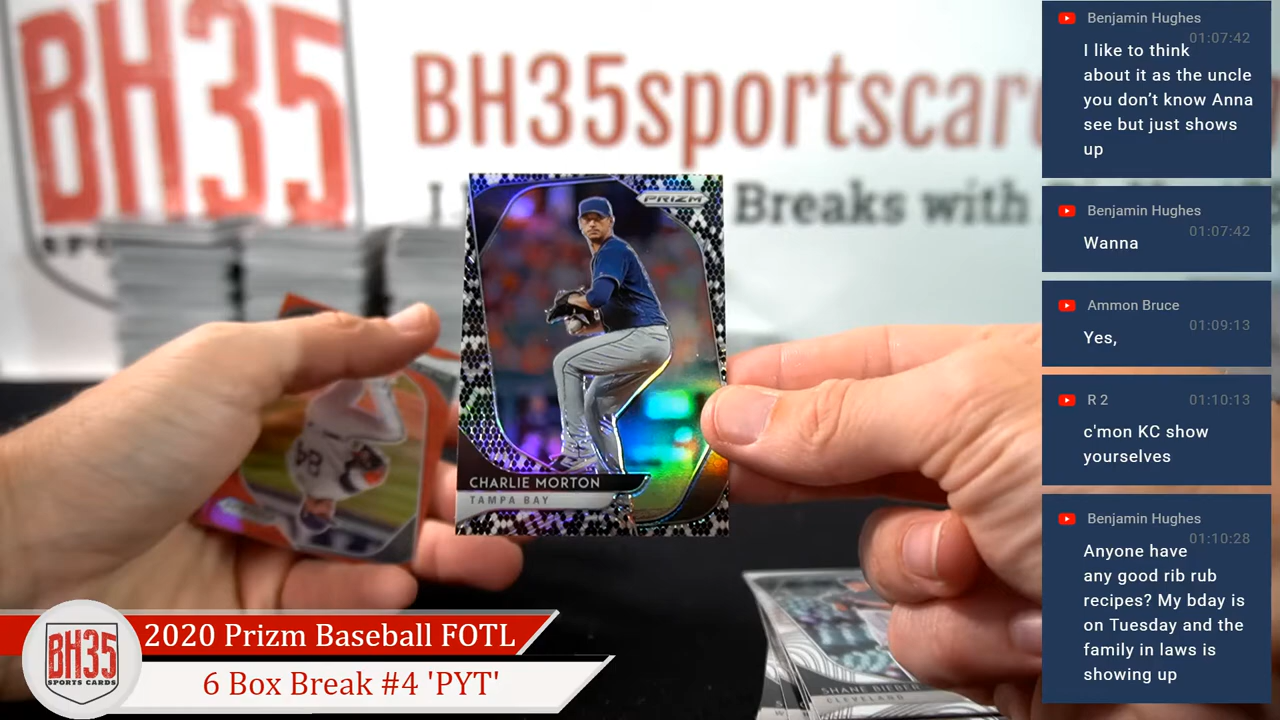 BH35
BH35sportscar
Breaks with
PRIZM
CHARLIE MORTON
TAMPA BAY
84
SHANE BIEBER
CLEVELAND
BH35
SPORTS CARDS
2020 Prizm Baseball FOTL
6 Box Break #4 'PYT'
Benjamin Hughes
01:07:42
I like to think
about it as the uncle
you don’t know Anna
see but just shows
up
Benjamin Hughes
01:07:42
Wanna
Ammon Bruce
01:09:13
Yes,
R 2 01:10:13
c'mon KC show
yourselves
Benjamin Hughes
01:10:28
Anyone have
any good rib rub
recipes? My bday is
on Tuesday and the
family in laws is
showing up